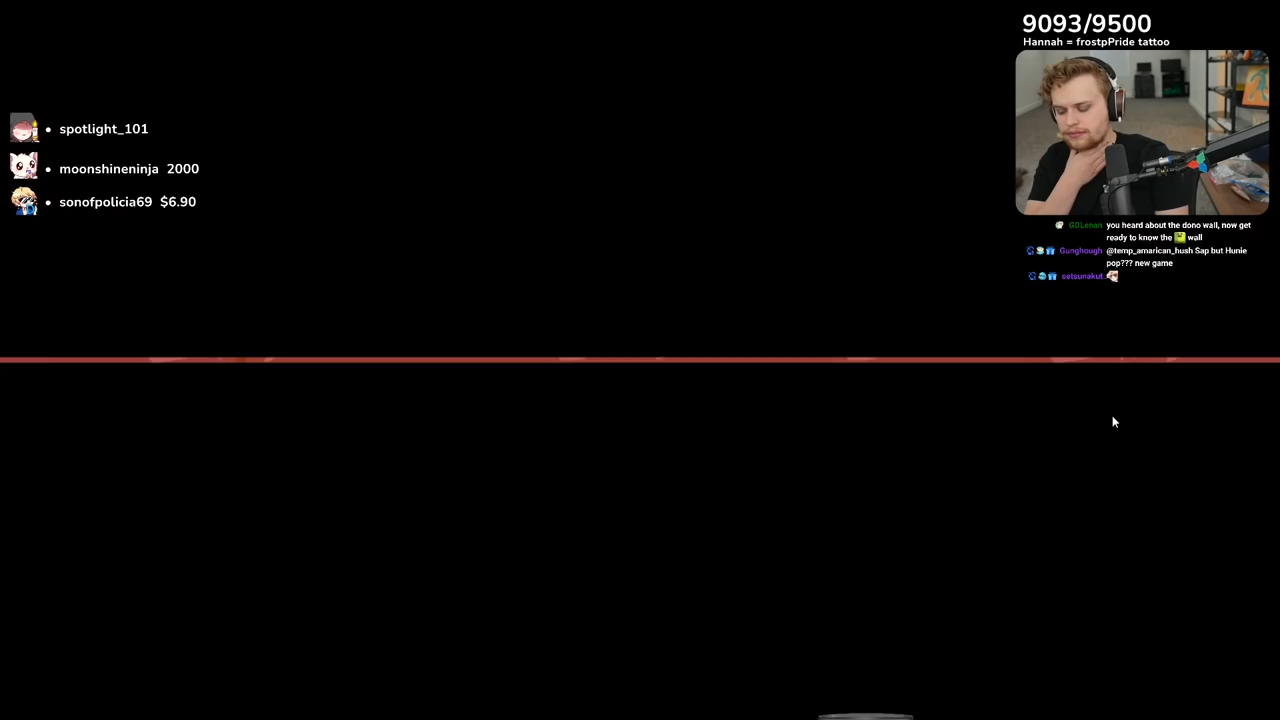 9093/9500
Hannah = frostpPride tattoo
spotlight_101
moonshineninja 2000
sonofpolicia69 $6.90
GDLenan you heard about the dono wall, now get
ready to know the wall
Gunghough @temp_amarican_hush Sap but Hunie
pop??? new game
setsunakut..